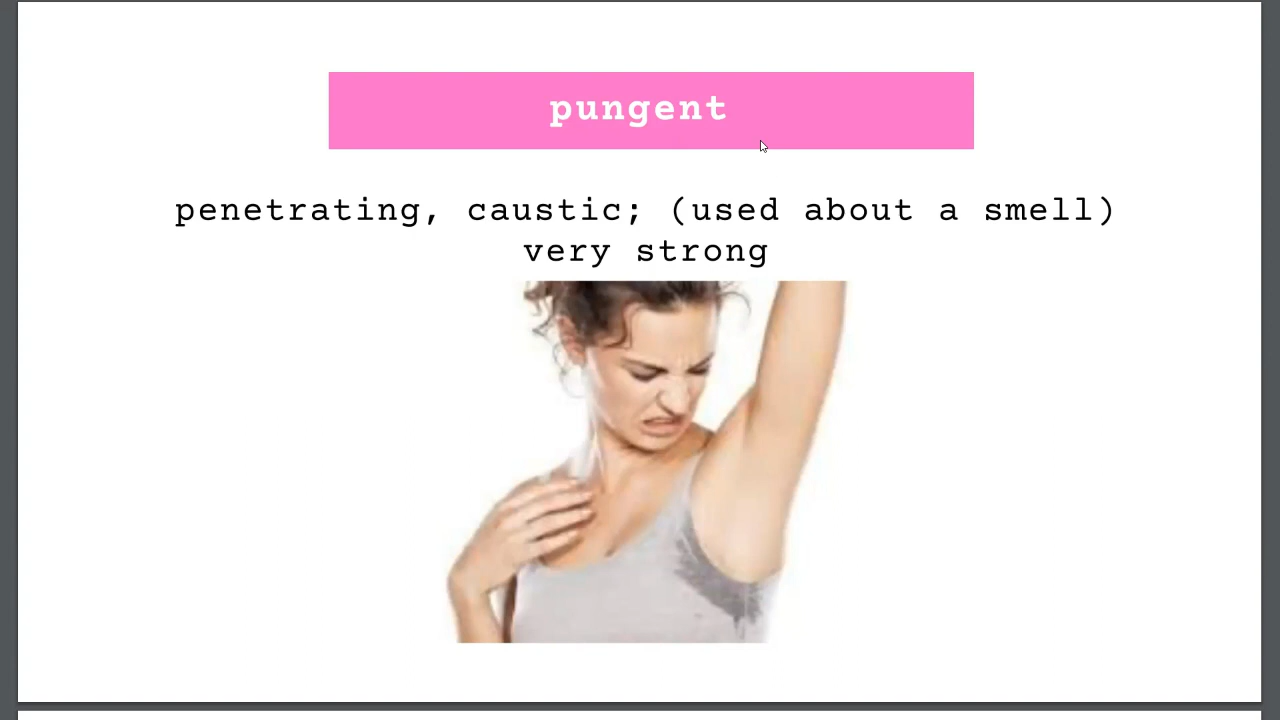 pungent
penetrating, caustic; (used about a smell)
very strong